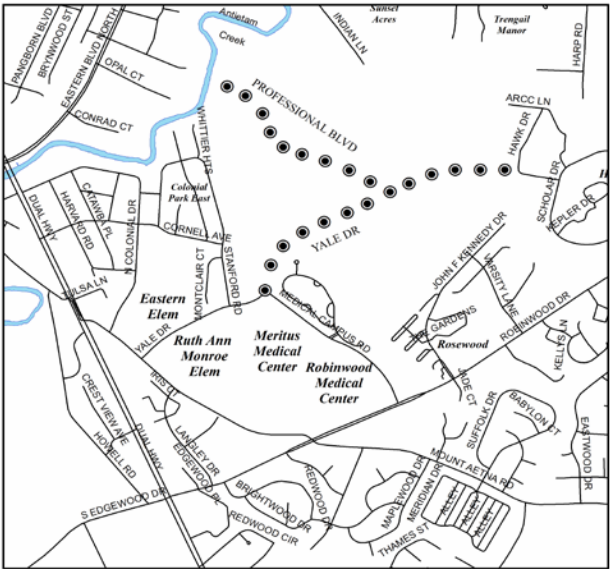 Antietam
Creek
Sunset
Acres
Trengail
Manor
INDIAN LN
HARP RD
PANGBORN BLVD
BRYNWOOD ST
EASTERN BLVD NORTH
OPAL CT
CONRAD CT
WHITTIER HTS
PROFESSIONAL BLVD
ARCC LN
HAWK DR
SCHOLAR DR
KEPLER DR
Colonial
Park East
DUAL HWY
HARVARD RD
CATAWBA PL
N COLONIAL DR
CORNELL AVE
YALE DR
MONTCLAIR CT
STANFORD RD
JOHN F KENNEDY DR
VARSITY LANE
ROBINWOOD DR
TULSA LN
Eastern
Elem
MEDICAL CAMPUS RD
GARDENS
Rosewood
KELLYS LN
YALE DR
Ruth Ann
Monroe
Elem
Meritus
Medical
Center
Robinwood
Medical
Center
JADE CT
IRIS CT
CREST VIEW AVE
HOWELL RD
DUAL HWY
LANGLEY DR
EDGEWOOD PL
SUFFOLK DR
BABYLON CT
EASTWOOD DR
MOUNT AETNA RD
S EDGEWOOD DR
BRIGHTWOOD DR
REDWOOD DR
REDWOOD CIR
MAPLEWOOD DR
MERIDIAN DR
ALLEY
ALLEY
ALLEY
THAMES ST